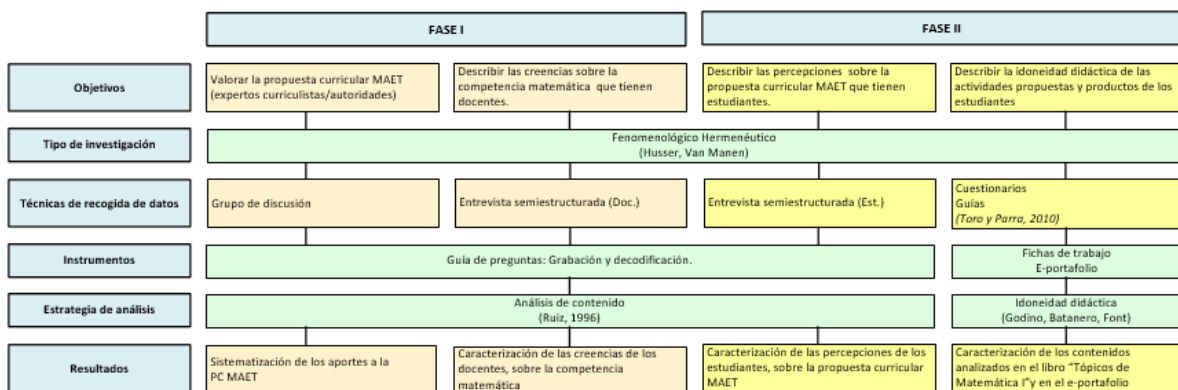 FASE I
FASE II
Objetivos
Valorar la propuesta curricular MAET
(expertos curriculistas/autoridades)
Describir las creencias sobre la
competencia matemática que tienen
docentes.
Describir las percepciones sobre la
propuesta curricular MAET que tienen
estudiantes.
Describir la idoneidad didáctica de las
actividades propuestas y productos de los
estudiantes
Tipo de investigación
Fenomenológico Hermenéutico
(Husser, Van Manen)
Técnicas de recogida de datos
Grupo de discusión
Entrevista semiestructurada (Doc.)
Entrevista semiestructurada (Est.)
Cuestionarios
Guías
(Toro y Parra, 2010)
Instrumentos
Guía de preguntas: Grabación y decodificación.
Fichas de trabajo
E-portafolio
Estrategia de análisis
Análisis de contenido
(Ruiz, 1996)
Idoneidad didáctica
(Godino, Batanero, Font)
Resultados
Sistematización de los aportes a la
PC MAET
Caracterización de las creencias de los
docentes, sobre la competencia
matemática
Caracterización de las percepciones de los
estudiantes, sobre la propuesta curricular
MAET
Caracterización de los contenidos
analizados en el libro "Tópicos de
Matemática I"y en el e-portafolio